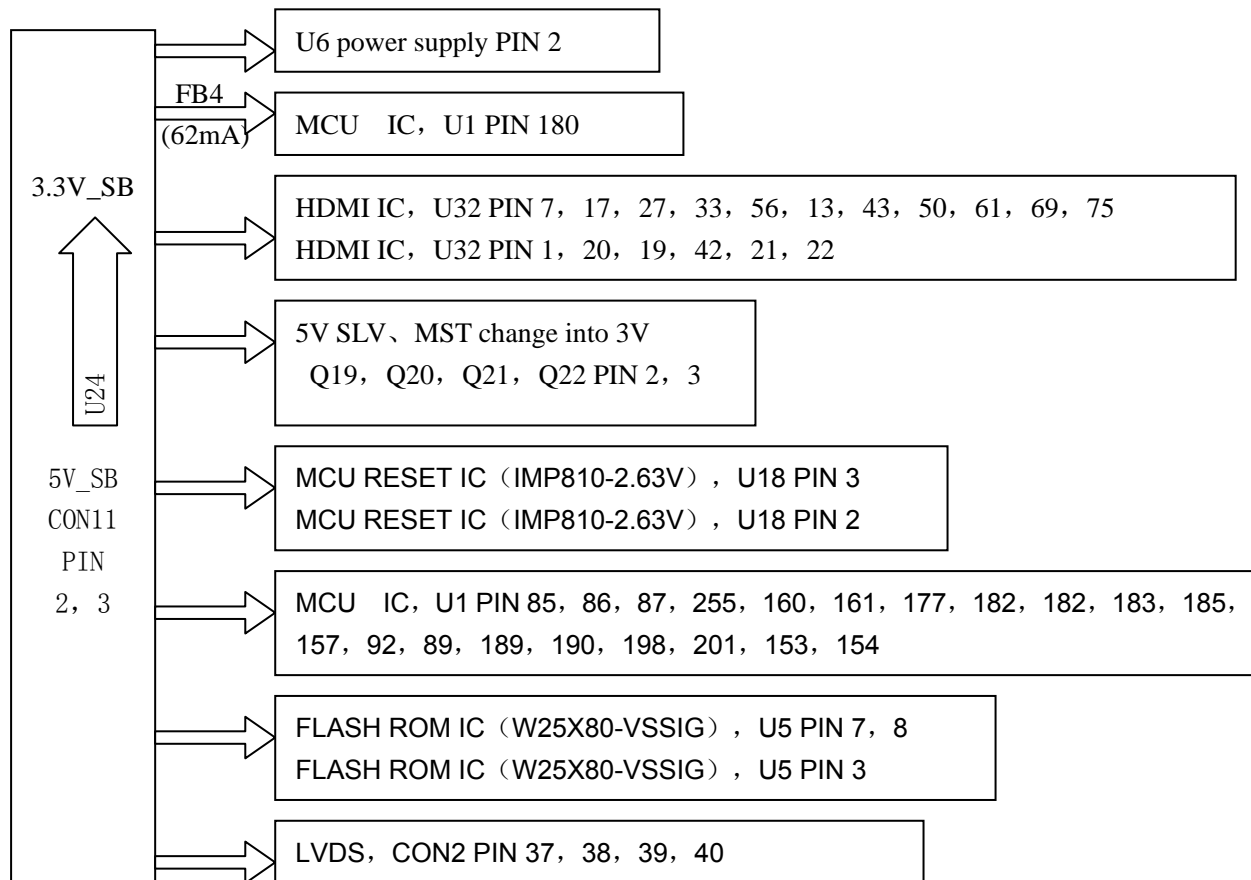 U6 power supply PIN 2
FB4
(62mA)
MCU IC，U1 PIN 180
3.3V_SB
HDMI IC，U32 PIN 7，17，27，33，56，13，43，50，61，69，75
HDMI IC，U32 PIN 1，20，19，42，21，22
5V SLV、MST change into 3V
Q19，Q20，Q21，Q22 PIN 2，3
U24
5V_SB
CON11
PIN
2，3
MCU RESET IC（IMP810-2.63V），U18 PIN 3
MCU RESET IC（IMP810-2.63V），U18 PIN 2
MCU IC，U1 PIN 85，86，87，255，160，161，177，182，182，183，185，
157，92，89，189，190，198，201，153，154
FLASH ROM IC（W25X80-VSSIG），U5 PIN 7，8
FLASH ROM IC（W25X80-VSSIG），U5 PIN 3
LVDS，CON2 PIN 37，38，39，40